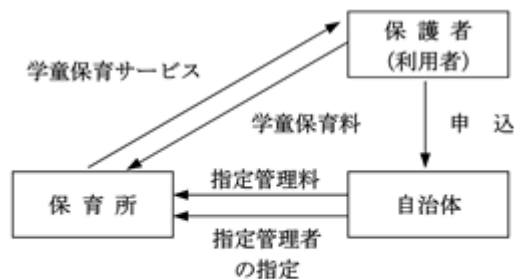 保護者
(利用者)
学童保育サービス
学童保育料
申 込
指定管理料
保育所
自治体
指定管理者
の指定